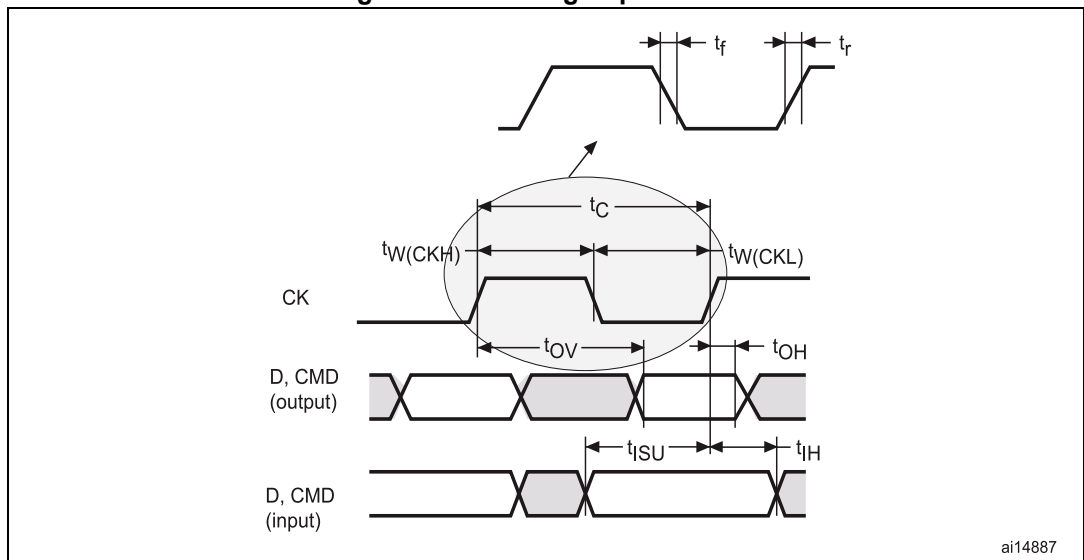 tf
tr
tC
tW(CKH)
tW(CKL)
CK
tOV
tOH
D, CMD
(output)
tISU
tIH
D, CMD
(input)
ai14887